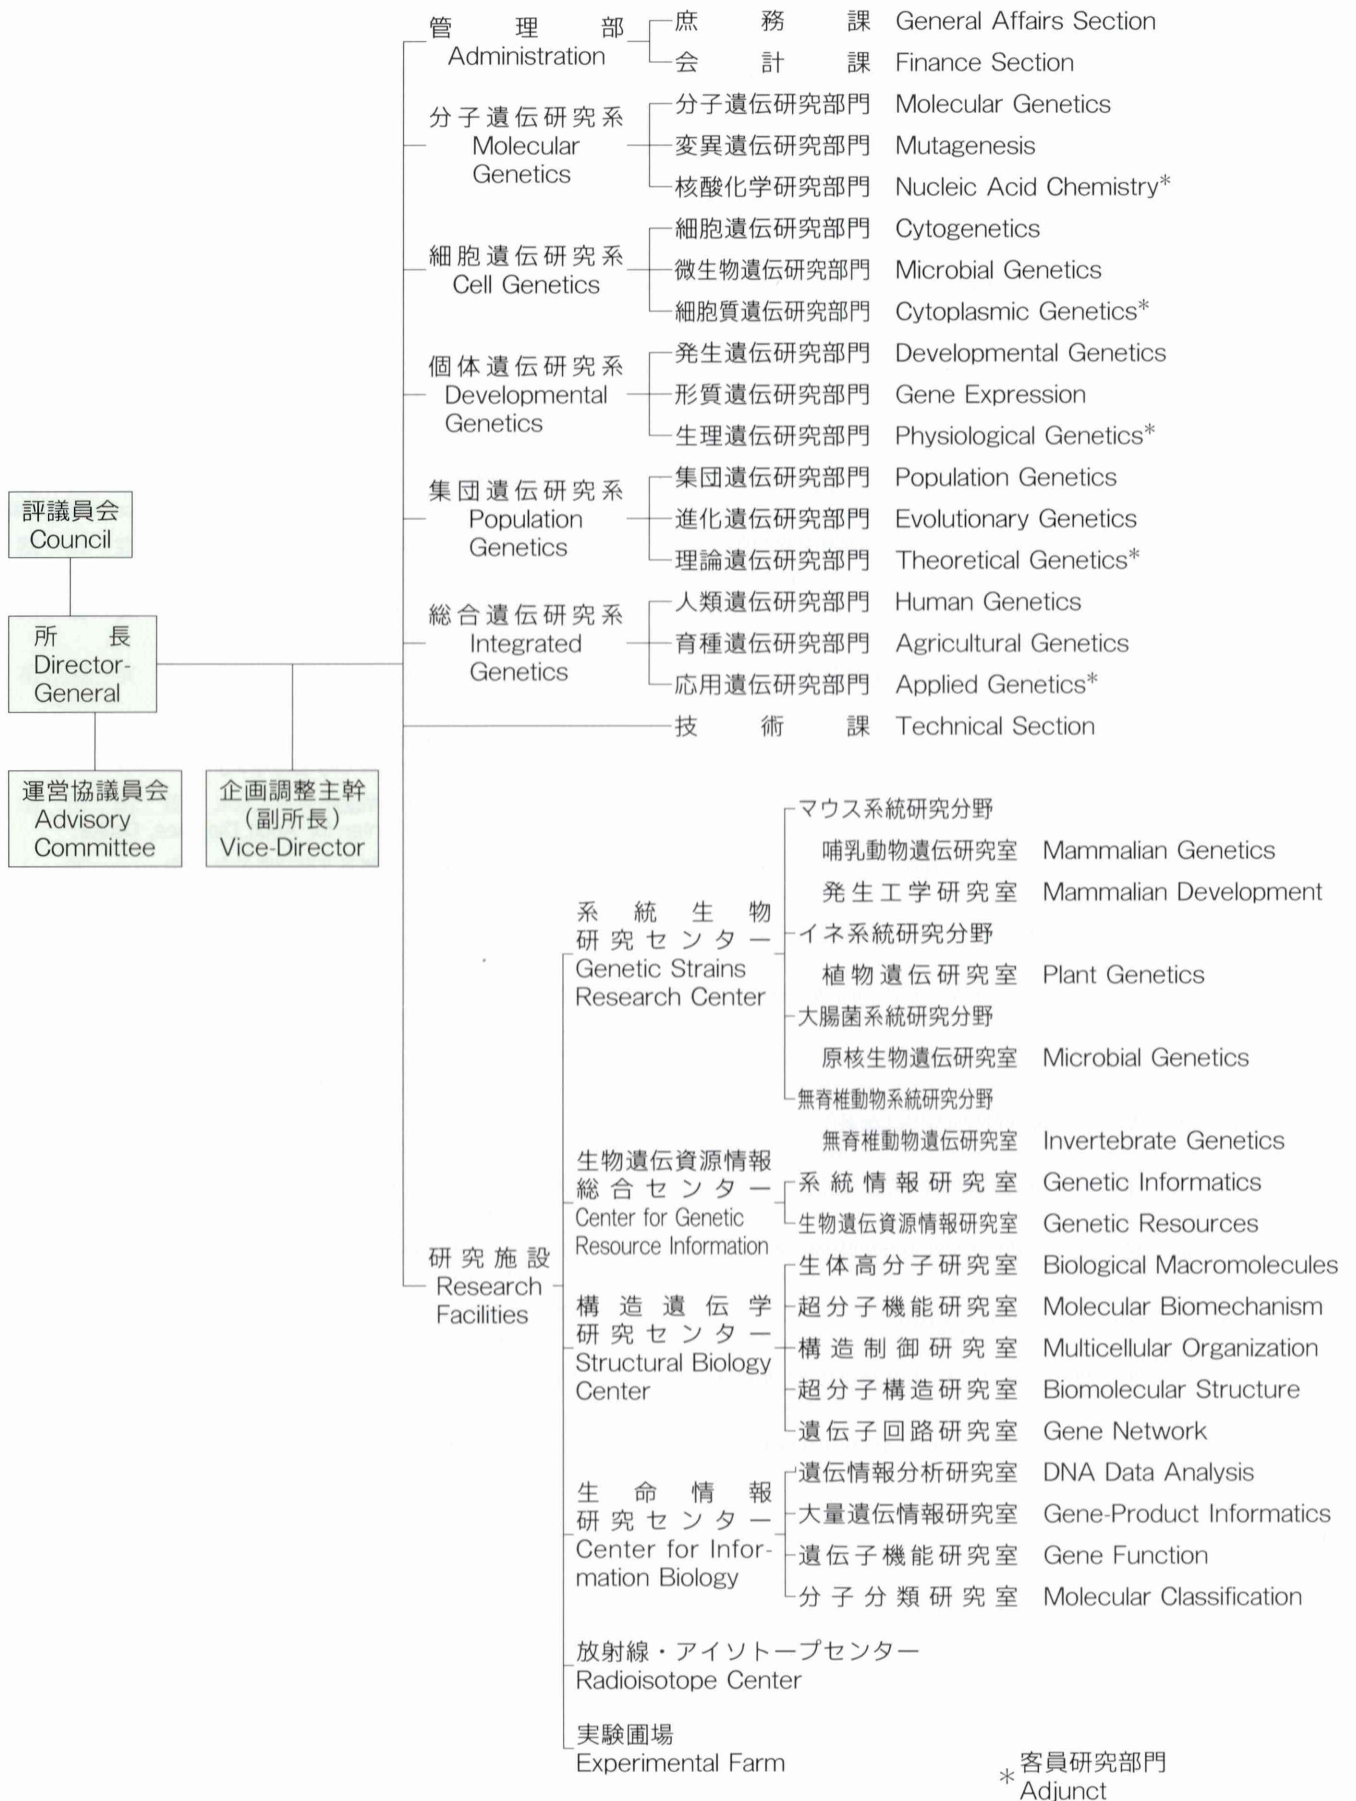 管理部
Administration
庶務課 General Affairs Section
会計課 Finance Section
分子遺伝研究系
Molecular
Genetics
分子遺伝研究部門 Molecular Genetics
変異遺伝研究部門 Mutagenesis
核酸化学研究部門 Nucleic Acid Chemistry*
細胞遺伝研究系
Cell Genetics
細胞遺伝研究部門 Cytogenetics
微生物遺伝研究部門 Microbial Genetics
細胞質遺伝研究部門 Cytoplasmic Genetics*
個体遺伝研究系
Developmental
Genetics
発生遺伝研究部門 Developmental Genetics
形質遺伝研究部門 Gene Expression
生理遺伝研究部門 Physiological Genetics*
集団遺伝研究系
Population
Genetics
集団遺伝研究部門 Population Genetics
進化遺伝研究部門 Evolutionary Genetics
理論遺伝研究部門 Theoretical Genetics*
総合遺伝研究系
Integrated
Genetics
人類遺伝研究部門 Human Genetics
育種遺伝研究部門 Agricultural Genetics
応用遺伝研究部門 Applied Genetics*
技術課 Technical Section
評議員会
Council
所長
Director-
General
運営協議員会
Advisory
Committee
企画調整主幹
（副所長）
Vice-Director
研究施設
Research
Facilities
系統生物
研究センター
Genetic Strains
Research Center
マウス系統研究分野
哺乳動物遺伝研究室 Mammalian Genetics
発生工学研究室 Mammalian Development
イネ系統研究分野
植物遺伝研究室 Plant Genetics
大腸菌系統研究分野
原核生物遺伝研究室 Microbial Genetics
無脊椎動物系統研究分野
無脊椎動物遺伝研究室 Invertebrate Genetics
生物遺伝資源情報
総合センター
Center for Genetic
Resource Information
系統情報研究室 Genetic Informatics
生物遺伝資源情報研究室 Genetic Resources
構造遺伝学
研究センター
Structural Biology
Center
生体高分子研究室 Biological Macromolecules
超分子機能研究室 Molecular Biomechanism
構造制御研究室 Multicellular Organization
超分子構造研究室 Biomolecular Structure
遺伝子回路研究室 Gene Network
生命情報
研究センター
Center for Infor-
mation Biology
遺伝情報分析研究室 DNA Data Analysis
大量遺伝情報研究室 Gene-Product Informatics
遺伝子機能研究室 Gene Function
分子分類研究室 Molecular Classification
放射線・アイソトープセンター
Radioisotope Center
実験圃場
Experimental Farm
*客員研究部門
Adjunct